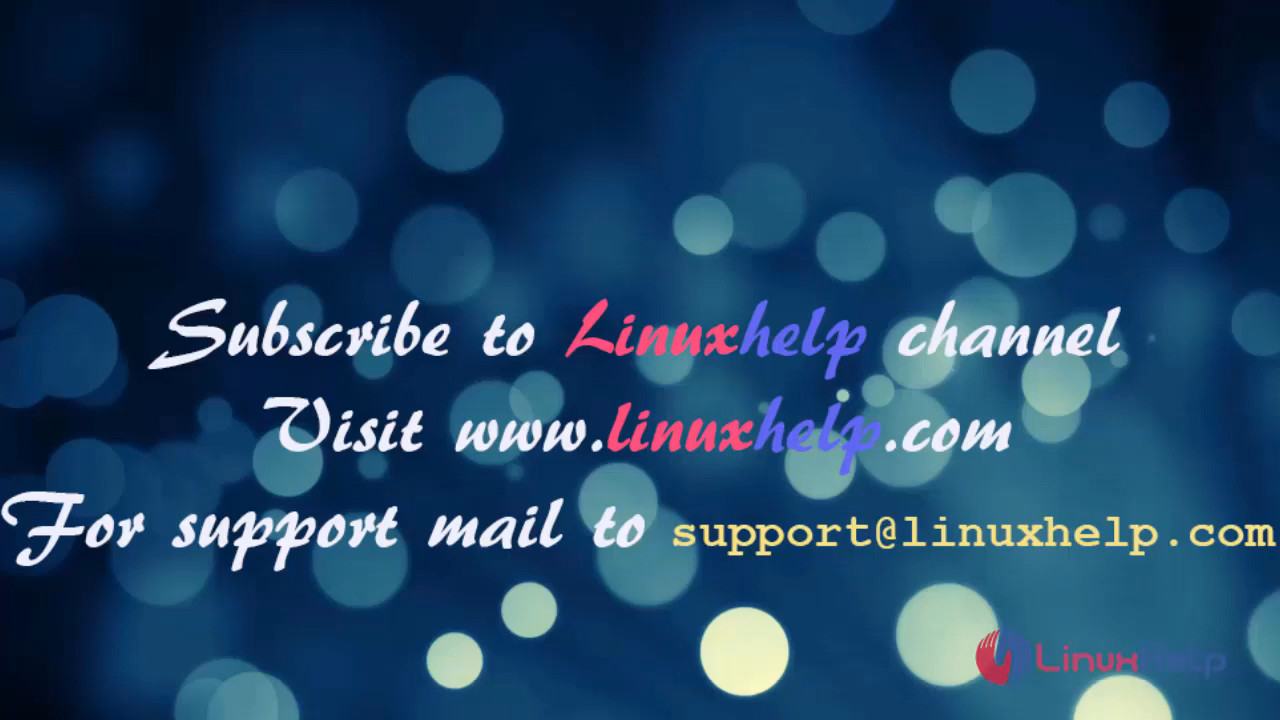 Subscribe to Linuxhelp channel
Visit www.linuxhelp.com
For support mail to support@linuxhelp.com
LinuxHelp